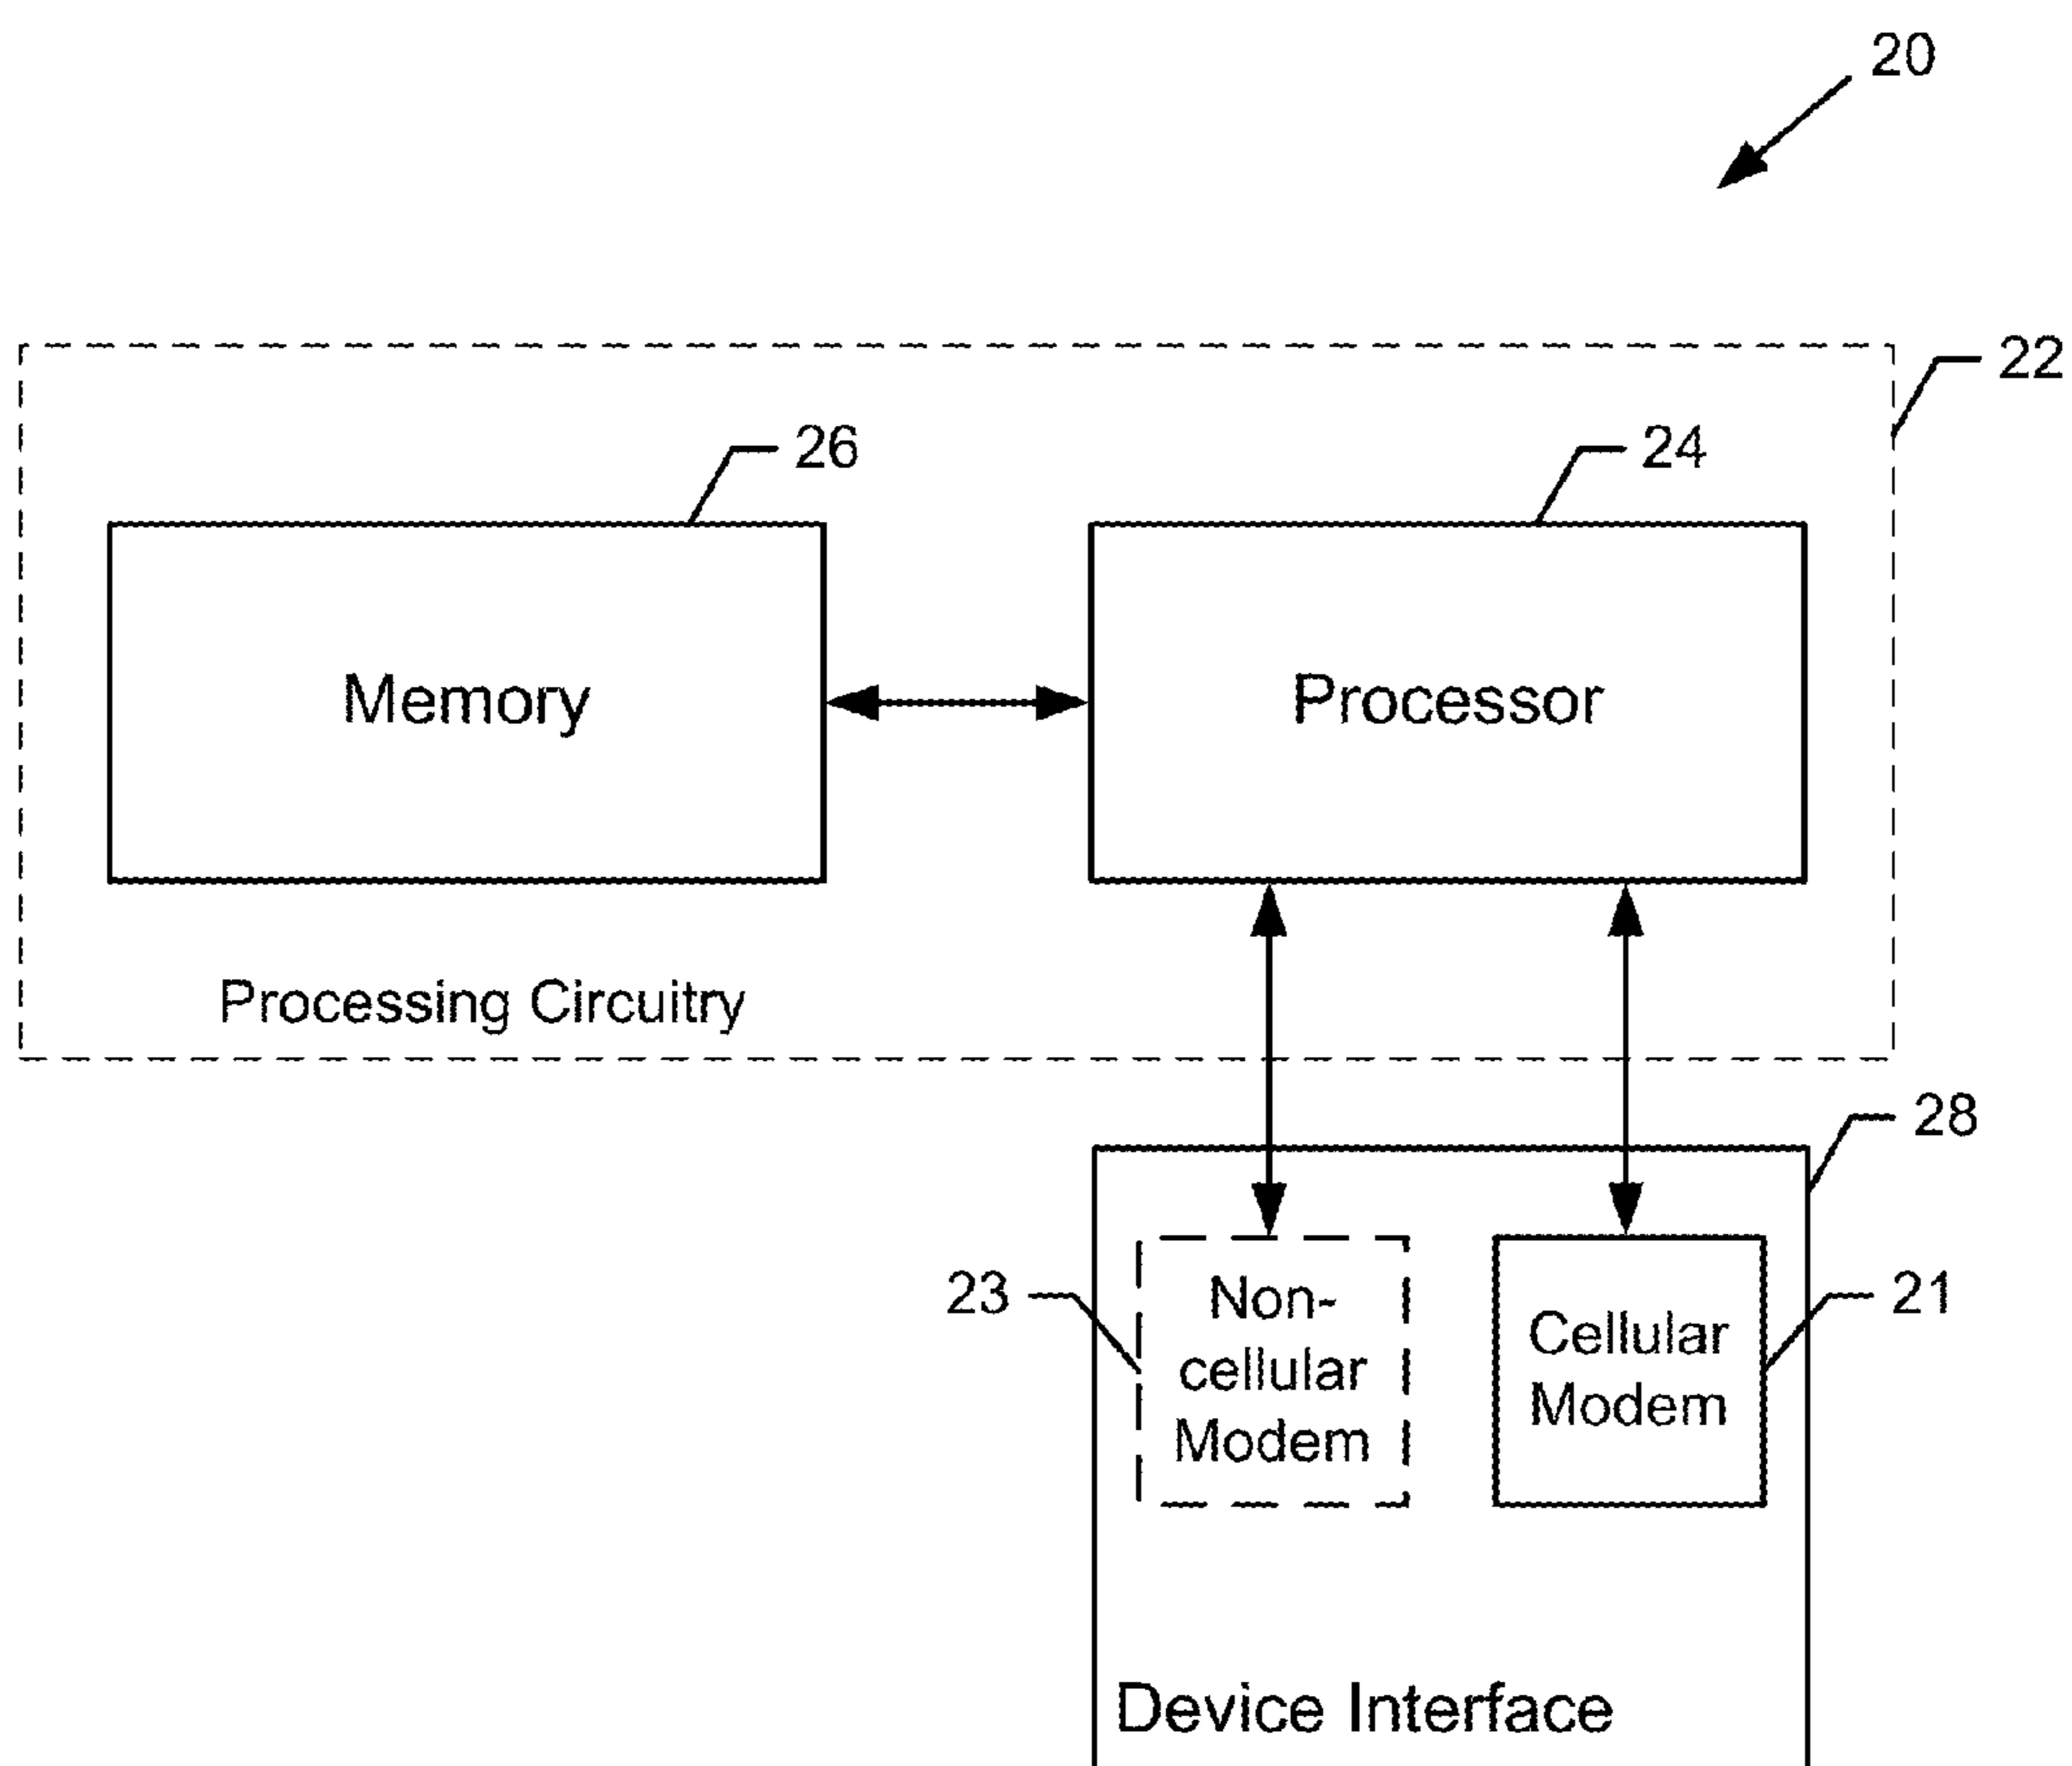 20
22
26
24
Memory
Processor
Processing Circuitry
28
23
Non-
cellular
Modem
Cellular
Modem
21
Device Interface